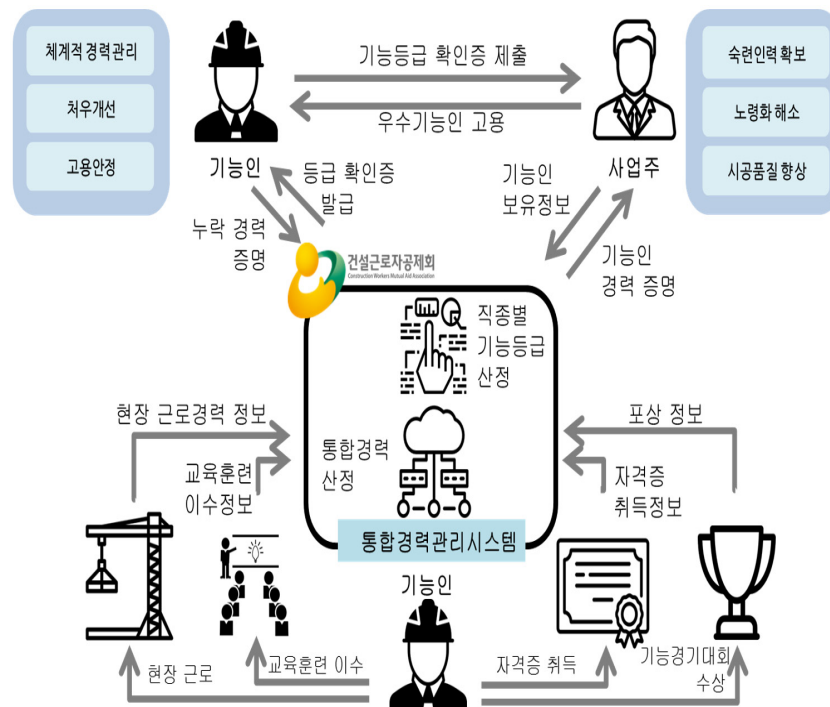 체계적 경력관리
처우개선
고용안정
기능등급 확인증 제출
우수기능인 고용
숙련인력 확보
노령화 해소
시공품질 향상
기능인
사업주
누락 경력
증명
등급 확인증
발급
기능인
보유정보
기능인
경력 증명
건설근로자공제회
Construction Workers Mutual Aid Association
직종별
기능등급
산정
통합경력
산정
통합경력관리시스템
현장 근로경력 정보
교육훈련
이수정보
포상 정보
자격증
취득정보
기능인
현장 근로
교육훈련 이수
자격증 취득
기능경기대회
수상